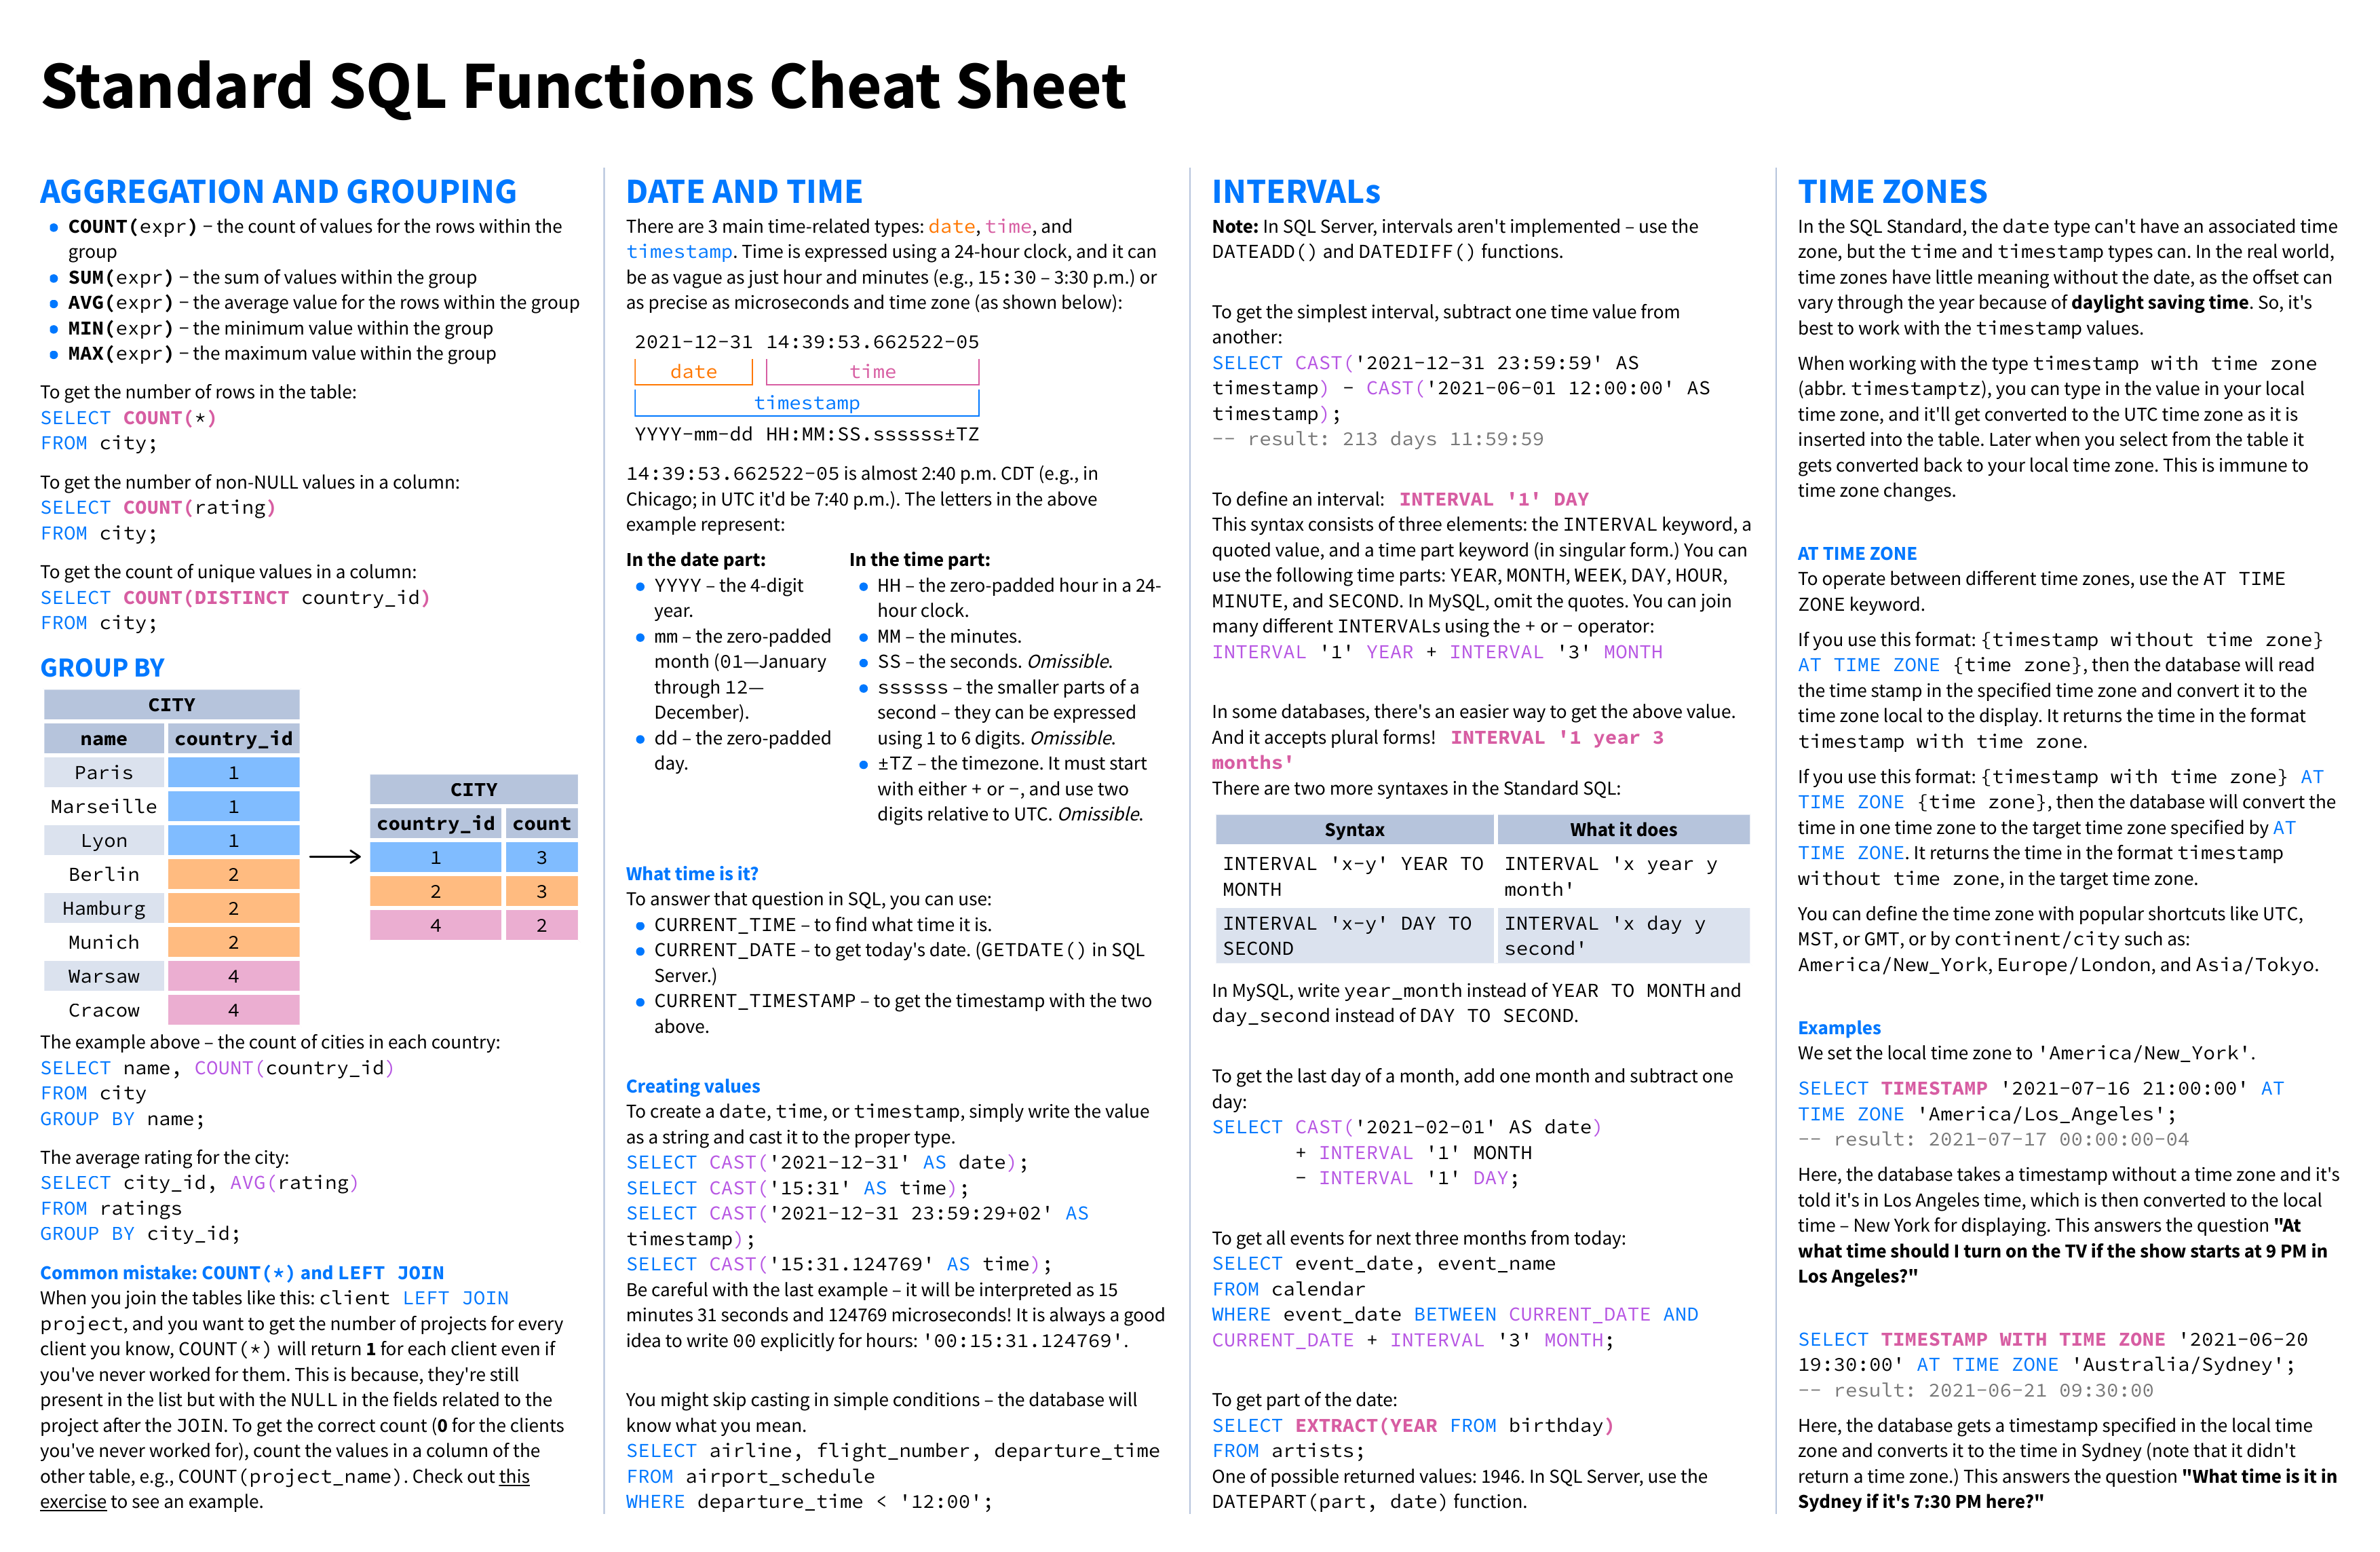 Standard SQL Functions Cheat Sheet
AGGREGATION AND GROUPING
• COUNT(expr) − the count of values for the rows within the
group
• SUM(expr) − the sum of values within the group
• AVG(expr) − the average value for the rows within the group
• MIN(expr) − the minimum value within the group
• MAX(expr) − the maximum value within the group
To get the number of rows in the table:
SELECT COUNT(*)
FROM city;
To get the number of non-NULL values in a column:
SELECT COUNT(rating)
FROM city;
To get the count of unique values in a column:
SELECT COUNT(DISTINCT country_id)
FROM city;
GROUP BY
CITY
name country_id
Paris 1
Marseille 1
Lyon 1
Berlin 2
Hamburg 2
Munich 2
Warsaw 4
Cracow 4
CITY
country_id count
1 3
2 3
4 2
The example above – the count of cities in each country:
SELECT name, COUNT(country_id)
FROM city
GROUP BY name;
The average rating for the city:
SELECT city_id, AVG(rating)
FROM ratings
GROUP BY city_id;
Common mistake: COUNT(*) and LEFT JOIN
When you join the tables like this: client LEFT JOIN
project, and you want to get the number of projects for every
client you know, COUNT(*) will return 1 for each client even if
you've never worked for them. This is because, they're still
present in the list but with the NULL in the fields related to the
project after the JOIN. To get the correct count (0 for the clients
you've never worked for), count the values in a column of the
other table, e.g., COUNT(project_name). Check out this
exercise to see an example.
DATE AND TIME
There are 3 main time-related types: date, time, and
timestamp. Time is expressed using a 24-hour clock, and it can
be as vague as just hour and minutes (e.g., 15:30 – 3:30 p.m.) or
as precise as microseconds and time zone (as shown below):
2021-12-31 14:39:53.662522-05
date time
timestamp
YYYY-mm-dd HH:MM:SS.ssssss±TZ
14:39:53.662522-05 is almost 2:40 p.m. CDT (e.g., in
Chicago; in UTC it'd be 7:40 p.m.). The letters in the above
example represent:
In the date part:
• YYYY – the 4-digit
year.
• mm – the zero-padded
month (01—January
through 12—
December).
• dd – the zero-padded
day.
In the time part:
• HH – the zero-padded hour in a 24-
hour clock.
• MM – the minutes.
• SS – the seconds. Omissible.
• ssssss – the smaller parts of a
second – they can be expressed
using 1 to 6 digits. Omissible.
• ±TZ – the timezone. It must start
with either + or −, and use two
digits relative to UTC. Omissible.
What time is it?
To answer that question in SQL, you can use:
• CURRENT_TIME – to find what time it is.
• CURRENT_DATE – to get today's date. (GETDATE() in SQL
Server.)
• CURRENT_TIMESTAMP – to get the timestamp with the two
above.
Creating values
To create a date, time, or timestamp, simply write the value
as a string and cast it to the proper type.
SELECT CAST('2021-12-31' AS date);
SELECT CAST('15:31' AS time);
SELECT CAST('2021-12-31 23:59:29+02' AS
timestamp);
SELECT CAST('15:31.124769' AS time);
Be careful with the last example – it will be interpreted as 15
minutes 31 seconds and 124769 microseconds! It is always a good
idea to write 00 explicitly for hours: '00:15:31.124769'.
You might skip casting in simple conditions – the database will
know what you mean.
SELECT airline, flight_number, departure_time
FROM airport_schedule
WHERE departure_time < '12:00';
INTERVALs
Note: In SQL Server, intervals aren't implemented – use the
DATEADD() and DATEDIFF() functions.
To get the simplest interval, subtract one time value from
another:
SELECT CAST('2021-12-31 23:59:59' AS
timestamp) - CAST('2021-06-01 12:00:00' AS
timestamp);
-- result: 213 days 11:59:59
To define an interval: INTERVAL '1' DAY
This syntax consists of three elements: the INTERVAL keyword, a
quoted value, and a time part keyword (in singular form.) You can
use the following time parts: YEAR, MONTH, WEEK, DAY, HOUR,
MINUTE, and SECOND. In MySQL, omit the quotes. You can join
many different INTERVALs using the + or − operator:
INTERVAL '1' YEAR + INTERVAL '3' MONTH
In some databases, there's an easier way to get the above value.
And it accepts plural forms! INTERVAL '1 year 3
months'
There are two more syntaxes in the Standard SQL:
Syntax What it does
INTERVAL 'x-y' YEAR TO
MONTH
INTERVAL 'x year y
month'
INTERVAL 'x-y' DAY TO
SECOND
INTERVAL 'x day y
second'
In MySQL, write year_month instead of YEAR TO MONTH and
day_second instead of DAY TO SECOND.
To get the last day of a month, add one month and subtract one
day:
SELECT CAST('2021-02-01' AS date)
+ INTERVAL '1' MONTH
- INTERVAL '1' DAY;
To get all events for next three months from today:
SELECT event_date, event_name
FROM calendar
WHERE event_date BETWEEN CURRENT_DATE AND
CURRENT_DATE + INTERVAL '3' MONTH;
To get part of the date:
SELECT EXTRACT(YEAR FROM birthday)
FROM artists;
One of possible returned values: 1946. In SQL Server, use the
DATEPART(part, date) function.
TIME ZONES
In the SQL Standard, the date type can't have an associated time
zone, but the time and timestamp types can. In the real world,
time zones have little meaning without the date, as the offset can
vary through the year because of daylight saving time. So, it's
best to work with the timestamp values.
When working with the type timestamp with time zone
(abbr. timestamptz), you can type in the value in your local
time zone, and it'll get converted to the UTC time zone as it is
inserted into the table. Later when you select from the table it
gets converted back to your local time zone. This is immune to
time zone changes.
AT TIME ZONE
To operate between different time zones, use the AT TIME
ZONE keyword.
If you use this format: {timestamp without time zone}
AT TIME ZONE {time zone}, then the database will read
the time stamp in the specified time zone and convert it to the
time zone local to the display. It returns the time in the format
timestamp with time zone.
If you use this format: {timestamp with time zone} AT
TIME ZONE {time zone}, then the database will convert the
time in one time zone to the target time zone specified by AT
TIME ZONE. It returns the time in the format timestamp
without time zone, in the target time zone.
You can define the time zone with popular shortcuts like UTC,
MST, or GMT, or by continent/city such as:
America/New_York, Europe/London, and Asia/Tokyo.
Examples
We set the local time zone to 'America/New_York'.
SELECT TIMESTAMP '2021-07-16 21:00:00' AT
TIME ZONE 'America/Los_Angeles';
-- result: 2021-07-17 00:00:00-04
Here, the database takes a timestamp without a time zone and it's
told it's in Los Angeles time, which is then converted to the local
time – New York for displaying. This answers the question "At
what time should I turn on the TV if the show starts at 9 PM in
Los Angeles?"
SELECT TIMESTAMP WITH TIME ZONE '2021-06-20
19:30:00' AT TIME ZONE 'Australia/Sydney';
-- result: 2021-06-21 09:30:00
Here, the database gets a timestamp specified in the local time
zone and converts it to the time in Sydney (note that it didn't
return a time zone.) This answers the question "What time is it in
Sydney if it's 7:30 PM here?"